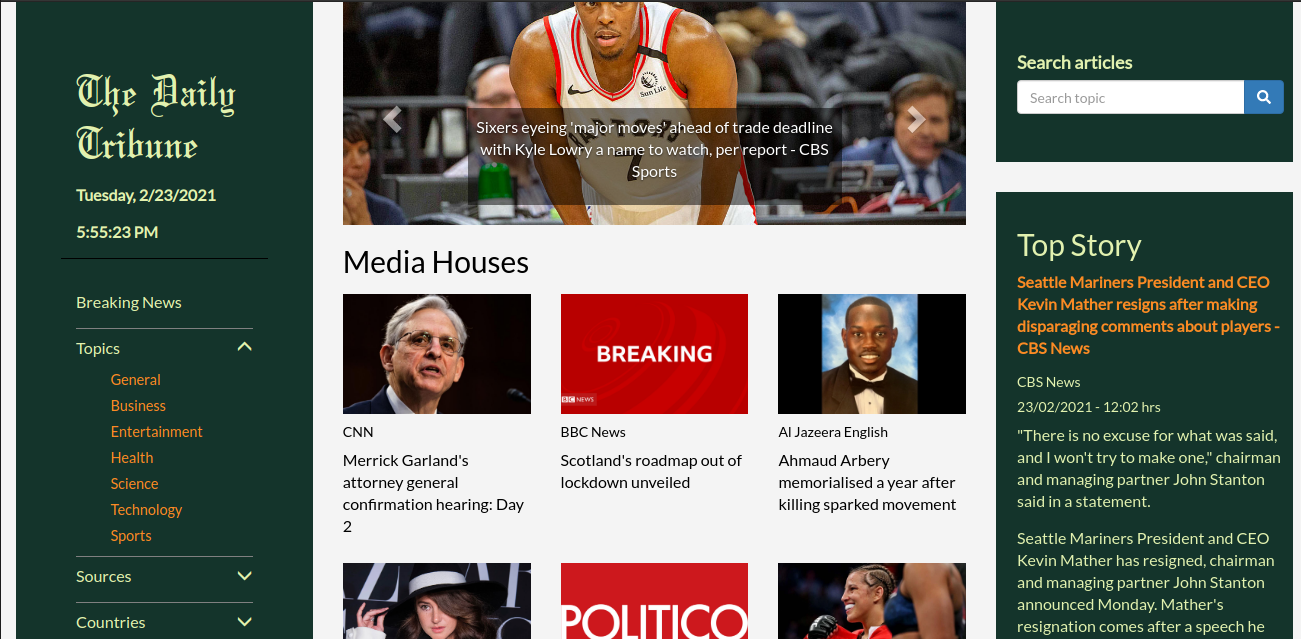 The Daily
Tribune
Tuesday, 2/23/2021
5:55:23 PM
Breaking News
Topics
General
Business
Entertainment
Health
Science
Technology
Sports
Sources
Countries
Sun Life
Sixers eyeing 'major moves' ahead of trade deadline
with Kyle Lowry a name to watch, per report - CBS
Sports
7
Media Houses
BREAKING
BBC NEWS
CNN
Merrick Garland's
attorney general
confirmation hearing: Day
2
BBC News
Scotland's roadmap out of
lockdown unveiled
Al Jazeera English
Ahmaud Arbery
memorialised a year after
killing sparked movement
POLITICO
Search articles
Search topic
Top Story
Seattle Mariners President and CEO
Kevin Mather resigns after making
disparaging comments about players -
CBS News
CBS News
23/02/2021 - 12:02 hrs
"There is no excuse for what was said,
and I won't try to make one," chairman
and managing partner John Stanton
said in a statement.
Seattle Mariners President and CEO
Kevin Mather has resigned, chairman
and managing partner John Stanton
announced Monday. Mather's
resignation comes after a speech he